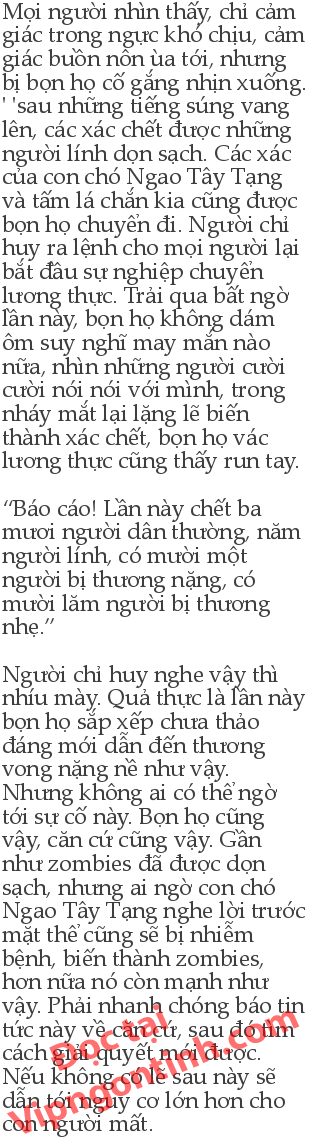 Mọi người nhìn thấy, chỉ cảm
giác trong ngực khó chịu, cảm
giác buồn nôn ùa tới, nhưng
bị bọn họ cố gắng nhịn xuống.
' 'sau những tiếng súng vang
lên, các xác chết được những
người lính dọn sạch. Các xác
của con chó Ngao Tây Tạng
và tấm lá chắn kia cũng được
bọn họ chuyển đi. Người chỉ
huy ra lệnh cho mọi người lại
bắt đầu sự nghiệp chuyển
lương thực. Trải qua bất ngờ
lần này, bọn họ không dám
ôm suy nghĩ may mắn nào
nữa, nhìn những người cười
cười nói nói với mình, trong
nháy mắt lại lặng lẽ biến
thành xác chết, bọn họ vác
lương thực cũng thấy run tay.

“Báo cáo! Lần này chết ba
mươi người dân thường, năm
người lính, có mười một
người bị thương nặng, có
mười lăm người bị thương
nhẹ.”

Người chỉ huy nghe vậy thì
nhíu mày. Quả thực là lần này
bọn họ sắp xếp chưa thảo
đáng mới dẫn đến thương
vong nặng nề như vậy.
Nhưng không ai có thể ngờ
tới sự cố này. Bọn họ cũng
vậy, căn cứ cũng vậy. Gần
như zombies đã được dọn
sạch, nhưng ai ngờ con chó
Ngao Tây Tạng nghe lời trước
mặt thể cũng sẽ bị nhiễm
bệnh, biến thành zombies,
hơn nữa nó còn mạnh như
vậy. Phải nhanh chóng báo tin
tức này về căn cứ, sau đó tìm
cách giải quyết mới được.
Nếu không có lẽ sau này sẽ
dẫn tới nguy cơ lớn hơn cho
con người mất.
Đọc tại
Vipngontinh.com